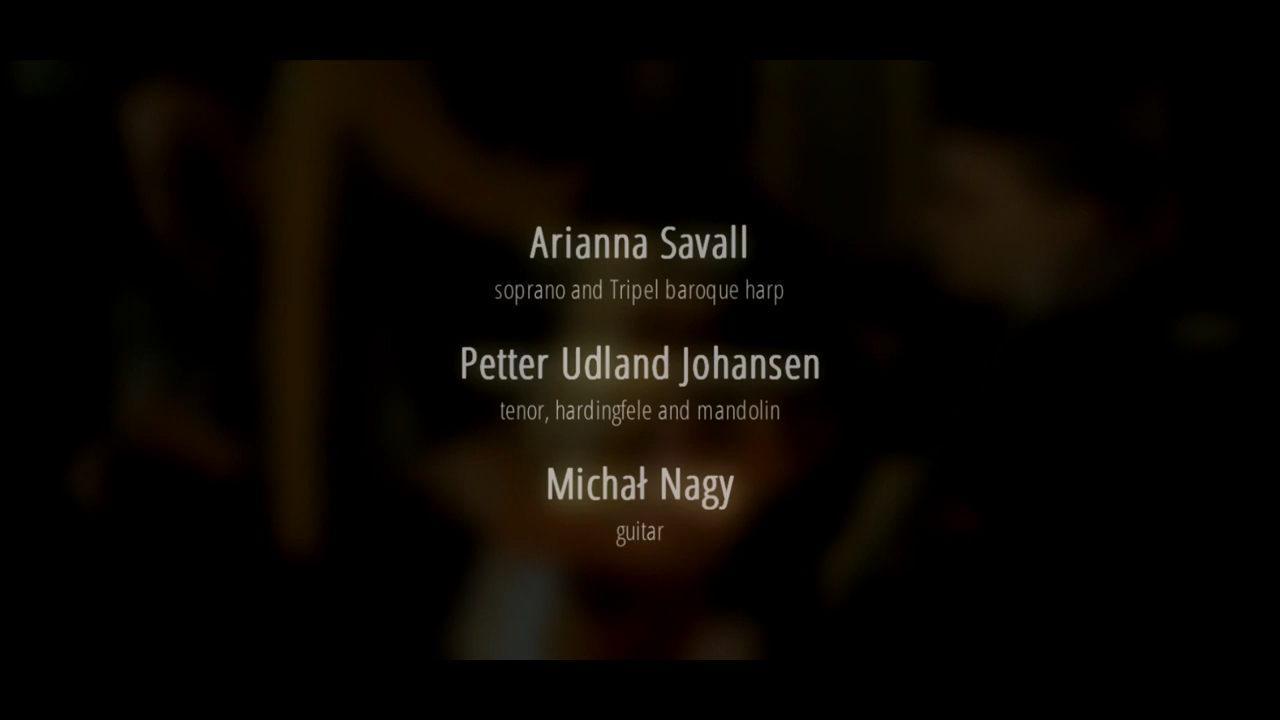 Arianna Savall
soprano and Tripel baroque harp
Petter Udland Johansen
tenor, hardingfele and mandolin
Michał Nagy
guitar